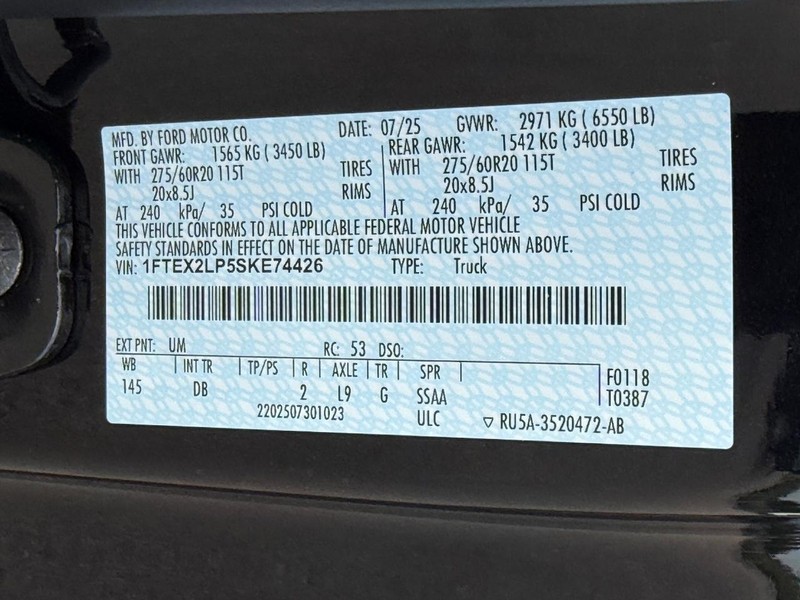 MFD. BY FORD MOTOR CO. DATE: 07/25 GVWR: 2971 KG ( 6550 LB)
FRONT GAWR: 1565 KG ( 3450 LB) REAR GAWR: 1542 KG ( 3400 LB)
WITH 275/60R20 115T TIRES WITH 275/60R20 115T TIRES
20x8.5J RIMS 20x8.5J RIMS
AT 240 kPa/ 35 PSI COLD AT 240 kPa/ 35 PSI COLD
THIS VEHICLE CONFORMS TO ALL APPLICABLE FEDERAL MOTOR VEHICLE
SAFETY STANDARDS IN EFFECT ON THE DATE OF MANUFACTURE SHOWN ABOVE.
VIN: 1FTEX2LP5SKE74426 TYPE: Truck
EXT PNT: UM RC: 53 DSO:
WB INT TR TP/PS R AXLE TR SPR F0118
145 DB 2 L9 G SSAA T0387
2202507301023 ULC ▽ RU5A-3520472-AB